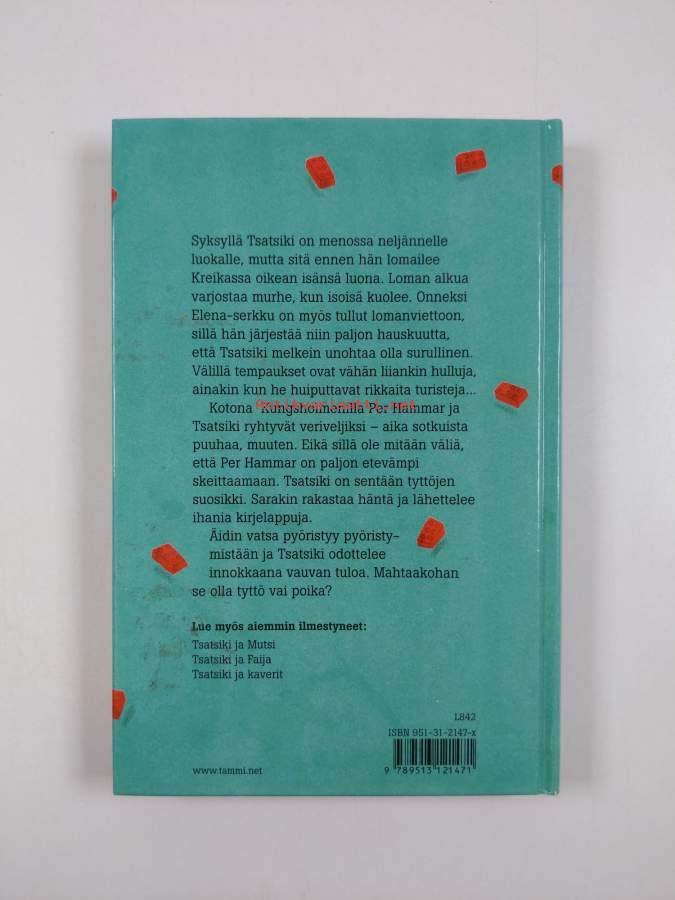 Syksyllä Tsatsiki on menossa neljännelle
luokalle, mutta sitä ennen hän lomailee
Kreikassa oikean isänsä luona. Loman alkua
varjostaa murhe, kun isoisä kuolee. Onneksi
Elena-serkku on myös tullut lomanviettoon,
sillä hän järjestää niin paljon hauskuutta,
että Tsatsiki melkein unohtaa olla surullinen.
Välillä tempaukset ovat vähän liiankin hulluja,
ainakin kun he huiputtavat rikkaita turisteja...
Antikvariaatti.net
Kotona Kungsholmenilla Per Hammar ja
Tsatsiki ryhtyvät veriveljiksi – aika sotkuista
puuhaa, muuten. Eikä sillä ole mitään väliä,
että Per Hammar on paljon etevämpi
skeittaamaan. Tsatsiki on sentään tyttöjen
suosikki. Sarakin rakastaa häntä ja lähettelee
ihania kirjelappuja.
Äidin vatsa pyöristyy pyöristy-
mistään ja Tsatsiki odottelee
innokkaana vauvan tuloa. Mahtaakohan
se olla tyttö vai poika?
Lue myös aiemmin ilmestyneet:
Tsatsiki ja Mutsi
Tsatsiki ja Faija
Tsatsiki ja kaverit
L842
ISBN 951-31-2147-x
9 789513 121471
www.tammi.net